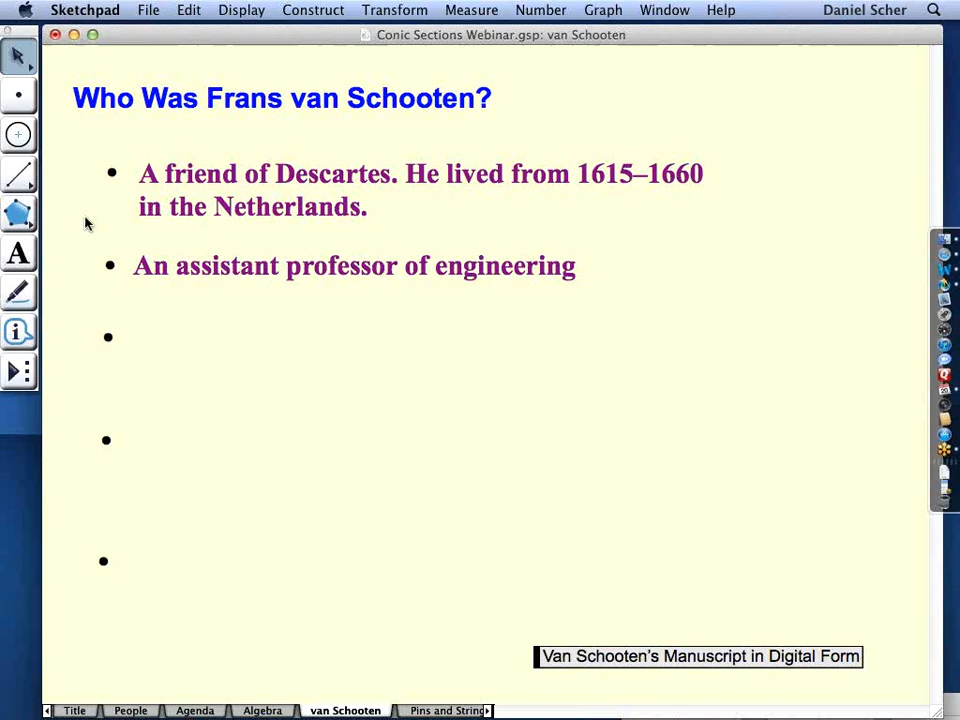 Sketchpad File Edit Display Construct Transform Measure Number Graph Window Help Daniel Scher
Conic Sections Webinar.gsp: van Schooten
Who Was Frans van Schooten?
• A friend of Descartes. He lived from 1615–1660
in the Netherlands.
• An assistant professor of engineering
•
•
•
A
Van Schooten's Manuscript in Digital Form
Title People Agenda Algebra van Schooten Pins and String